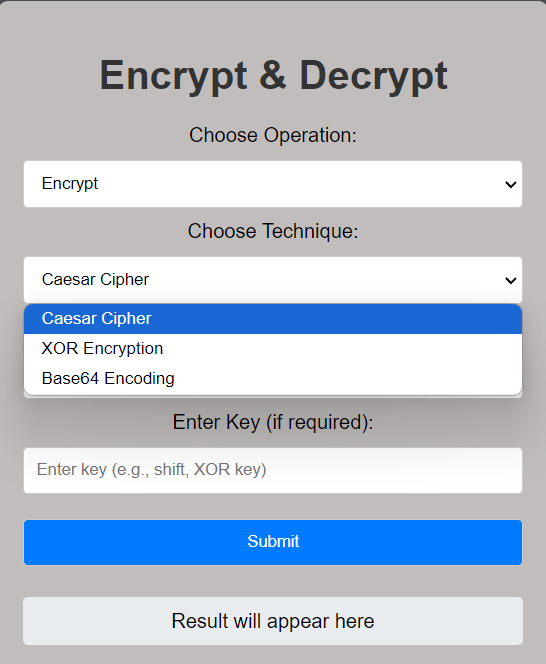 Encrypt & Decrypt
Choose Operation:
Encrypt
Choose Technique:
Caesar Cipher
Caesar Cipher
XOR Encryption
Base64 Encoding
Enter Key (if required):
Enter key (e.g., shift, XOR key)
Submit
Result will appear here